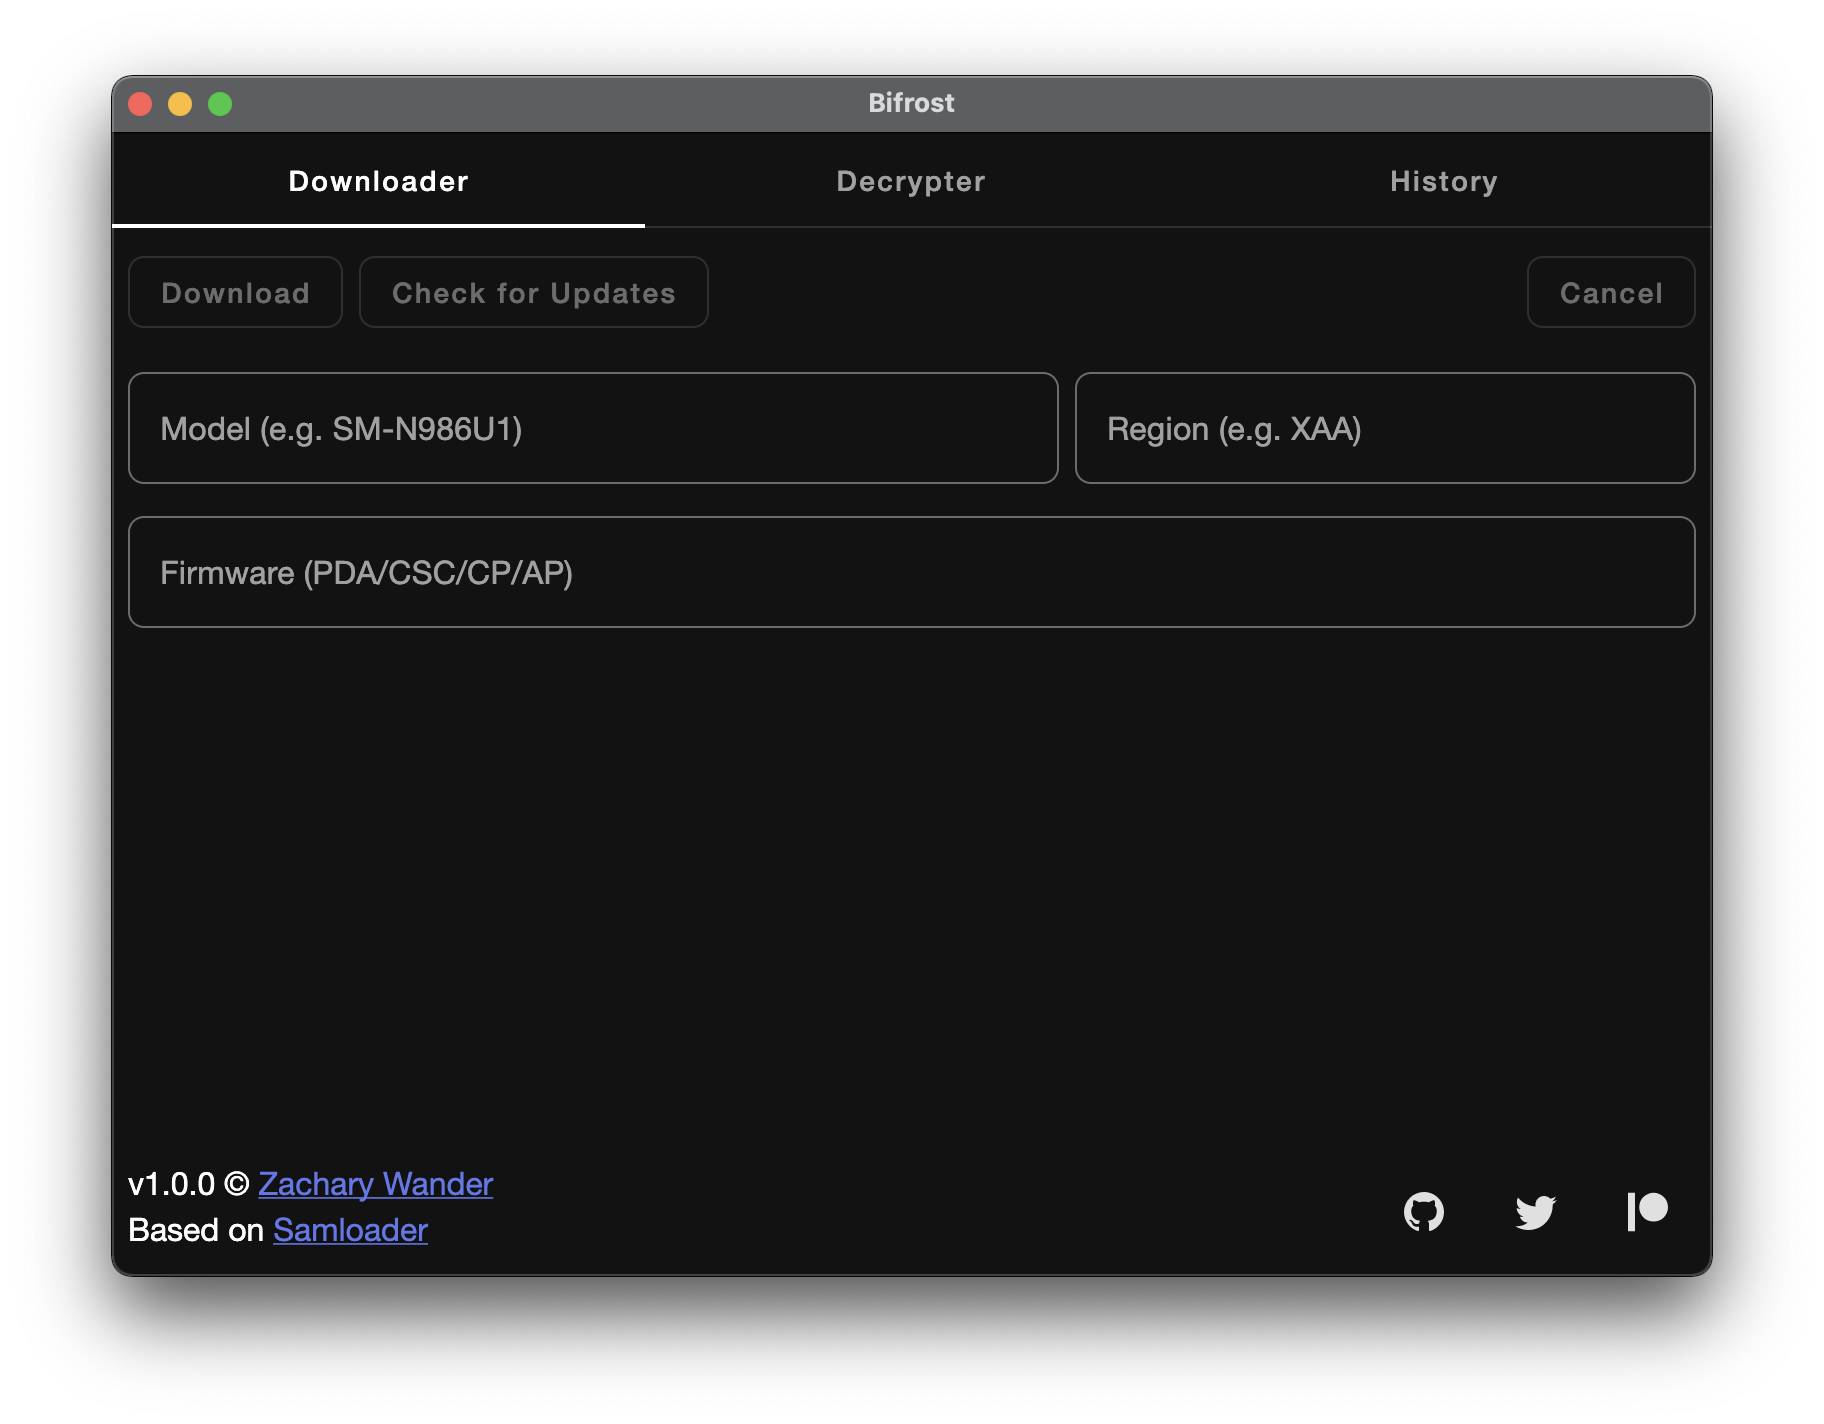 Bifrost
Downloader Decrypter History
Download Check for Updates Cancel
Model (e.g. SM-N986U1) Region (e.g. XAA)
Firmware (PDA/CSC/CP/AP)
v1.0.0 © Zachary Wander
Based on Samloader